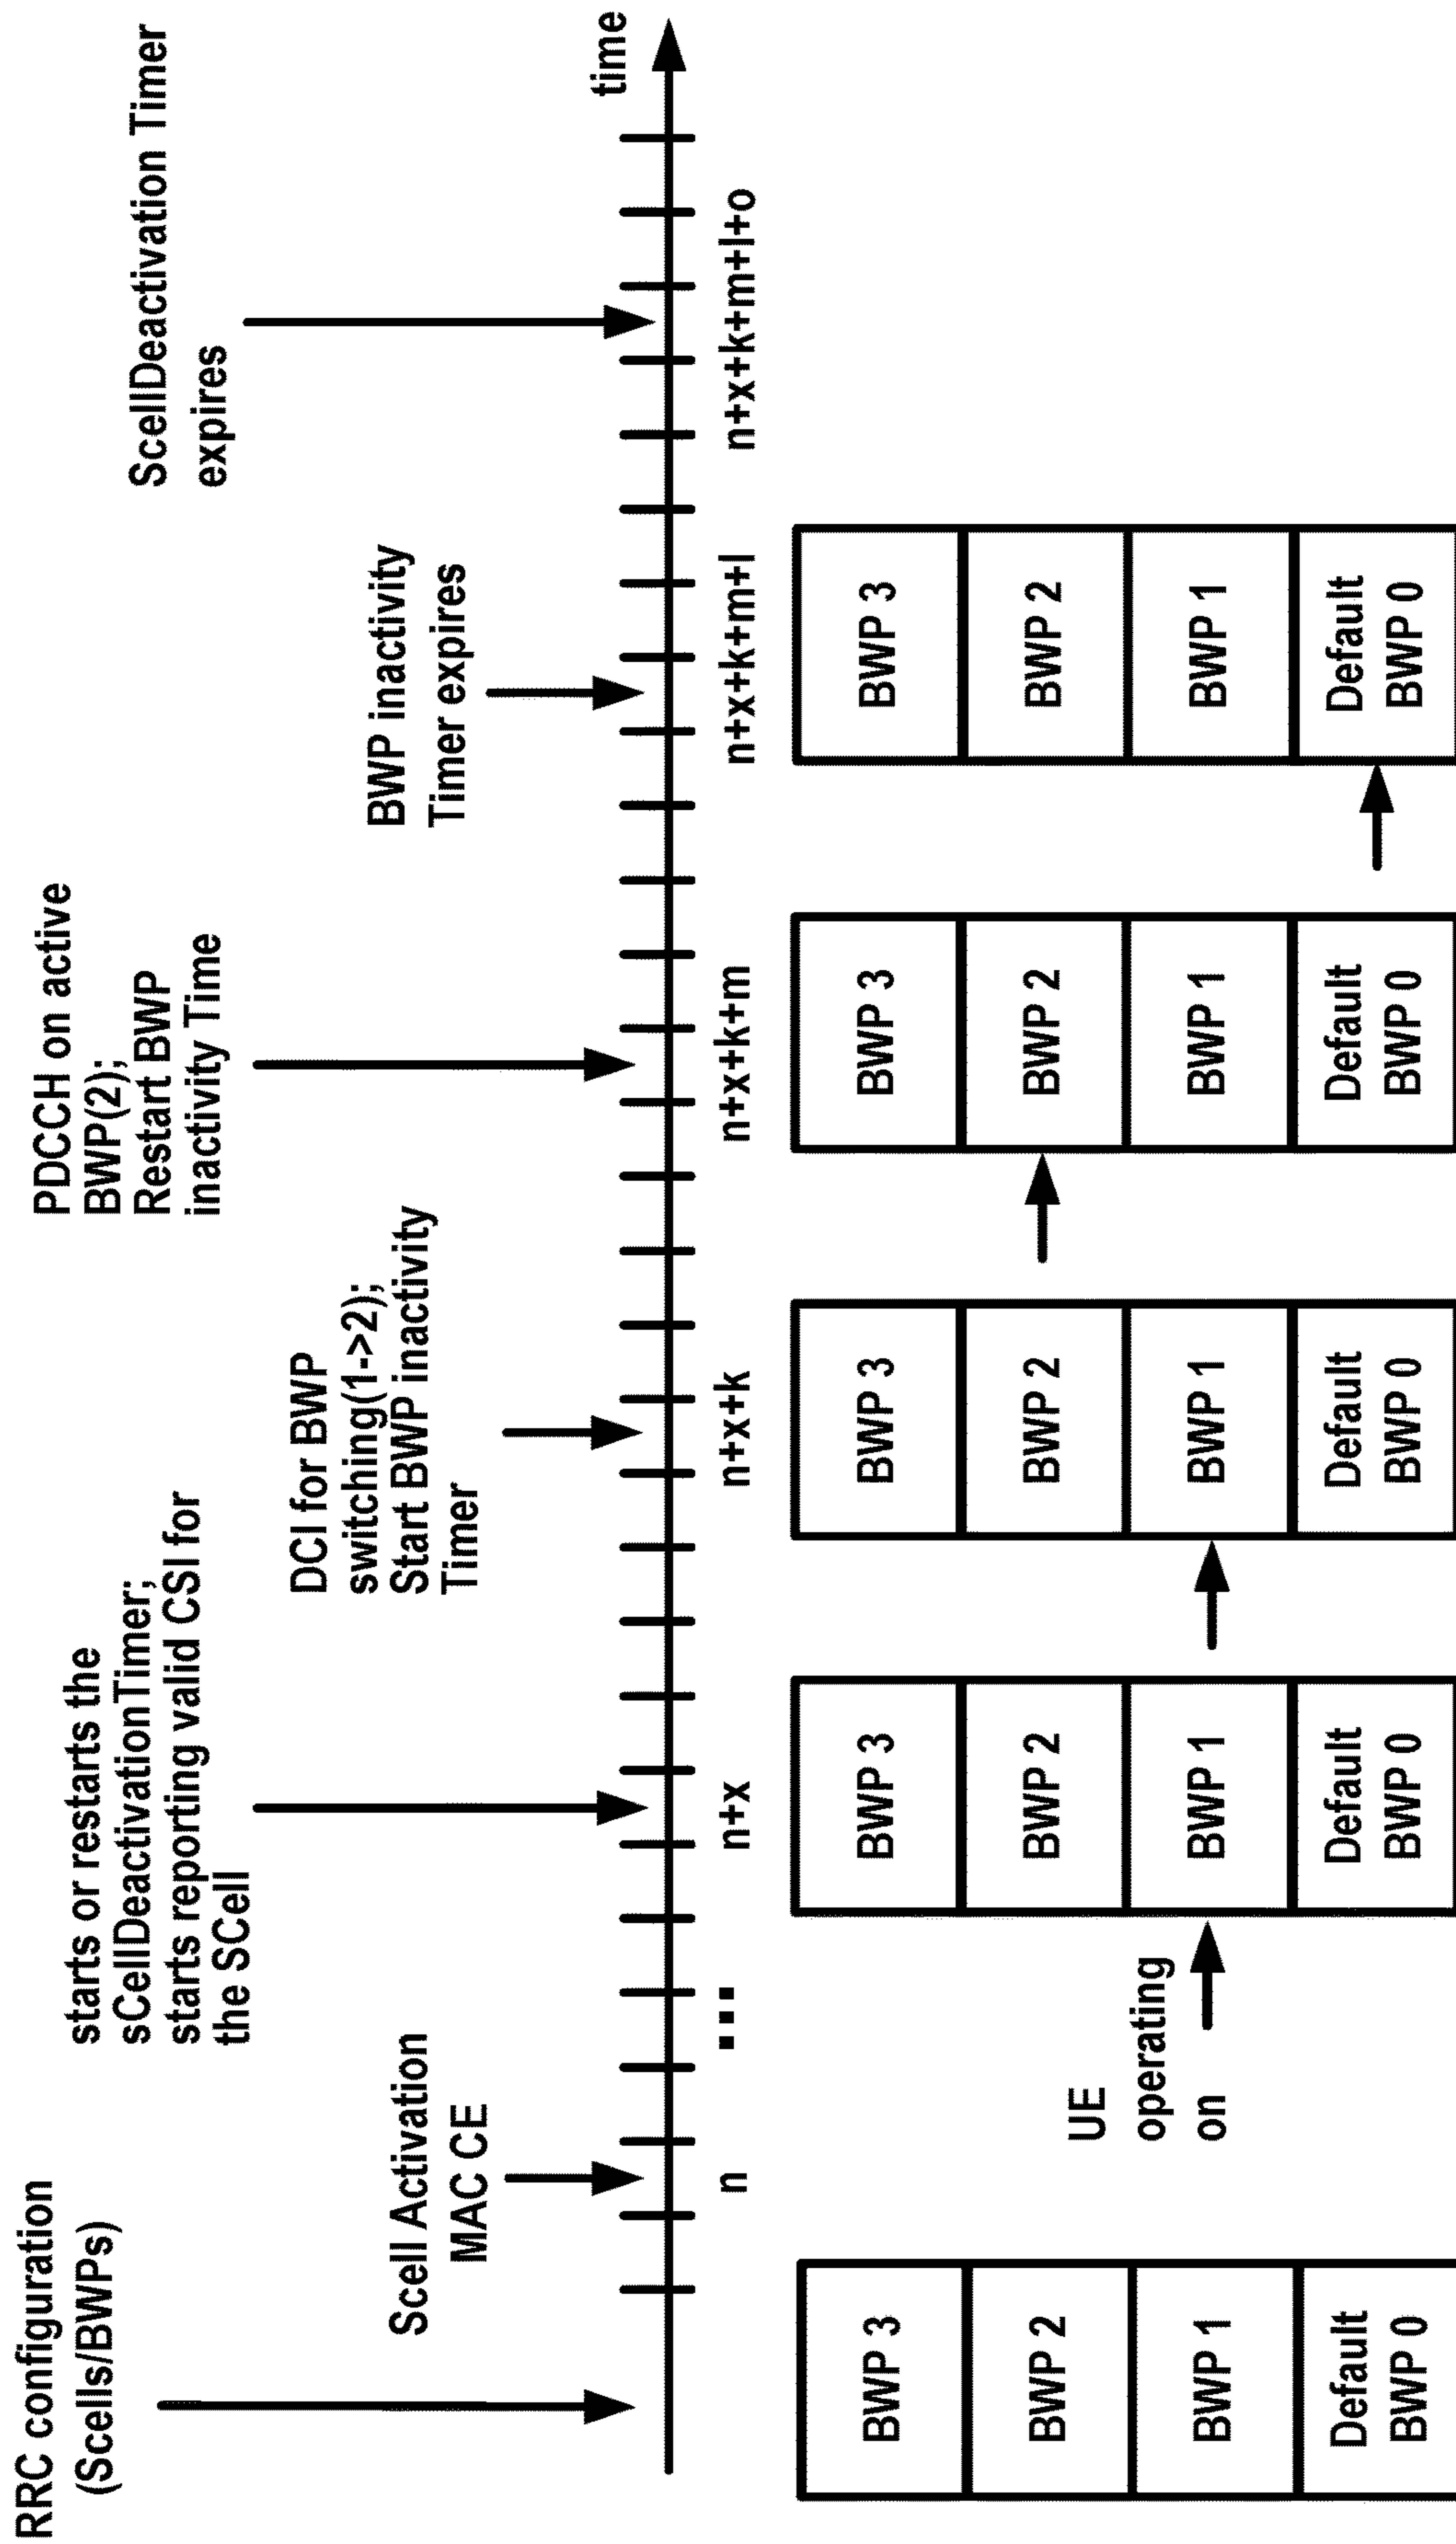 RRC configuration
(Scells/BWPs)
Scell Activation
MAC CE
starts or restarts the
sCellDeactivationTimer;
starts reporting valid CSI for
the SCell
DCI for BWP
switching(1->2);
Start BWP inactivity
Timer
PDCCH on active
BWP(2);
Restart BWP
inactivity Time
BWP inactivity
Timer expires
ScellDeactivation Timer
expires
time
n
...
n+x
n+x+k
n+x+k+m
n+x+k+m+l
n+x+k+m+l+o
BWP 3
BWP 2
BWP 1
Default
BWP 0
UE
operating
on
BWP 3
BWP 2
BWP 1
Default
BWP 0
BWP 3
BWP 2
BWP 1
Default
BWP 0
BWP 3
BWP 2
BWP 1
Default
BWP 0
BWP 3
BWP 2
BWP 1
Default
BWP 0